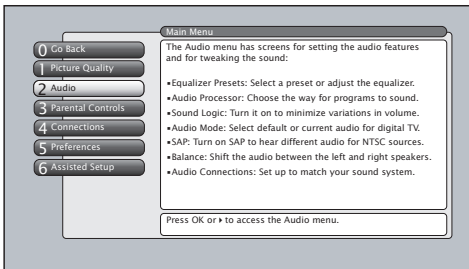 Main Menu
0 Go Back
1 Picture Quality
2 Audio
3 Parental Controls
4 Connections
5 Preferences
6 Assisted Setup
The Audio menu has screens for setting the audio features
and for tweaking the sound:
▪Equalizer Presets: Select a preset or adjust the equalizer.
▪Audio Processor: Choose the way for programs to sound.
▪Sound Logic: Turn it on to minimize variations in volume.
▪Audio Mode: Select default or current audio for digital TV.
▪SAP: Turn on SAP to hear different audio for NTSC sources.
▪Balance: Shift the audio between the left and right speakers.
▪Audio Connections: Set up to match your sound system.
Press OK or ▸ to access the Audio menu.